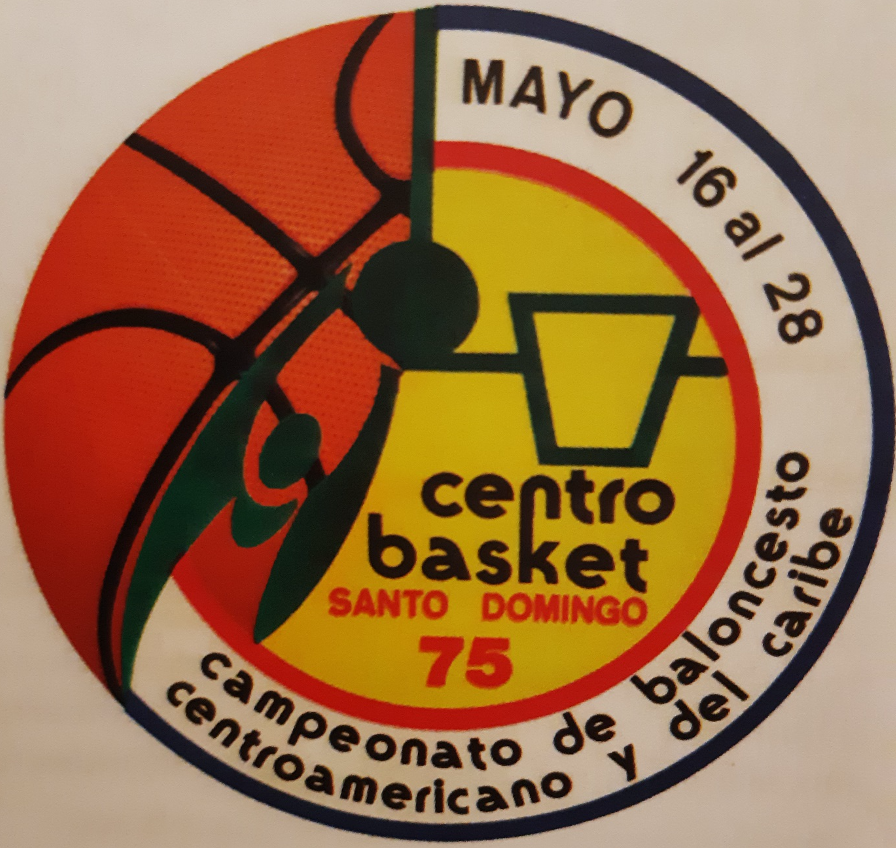 MAYO 16 al 28
centro
basket
SANTO DOMINGO
75
campeonato de baloncesto
centroamericano y del caribe